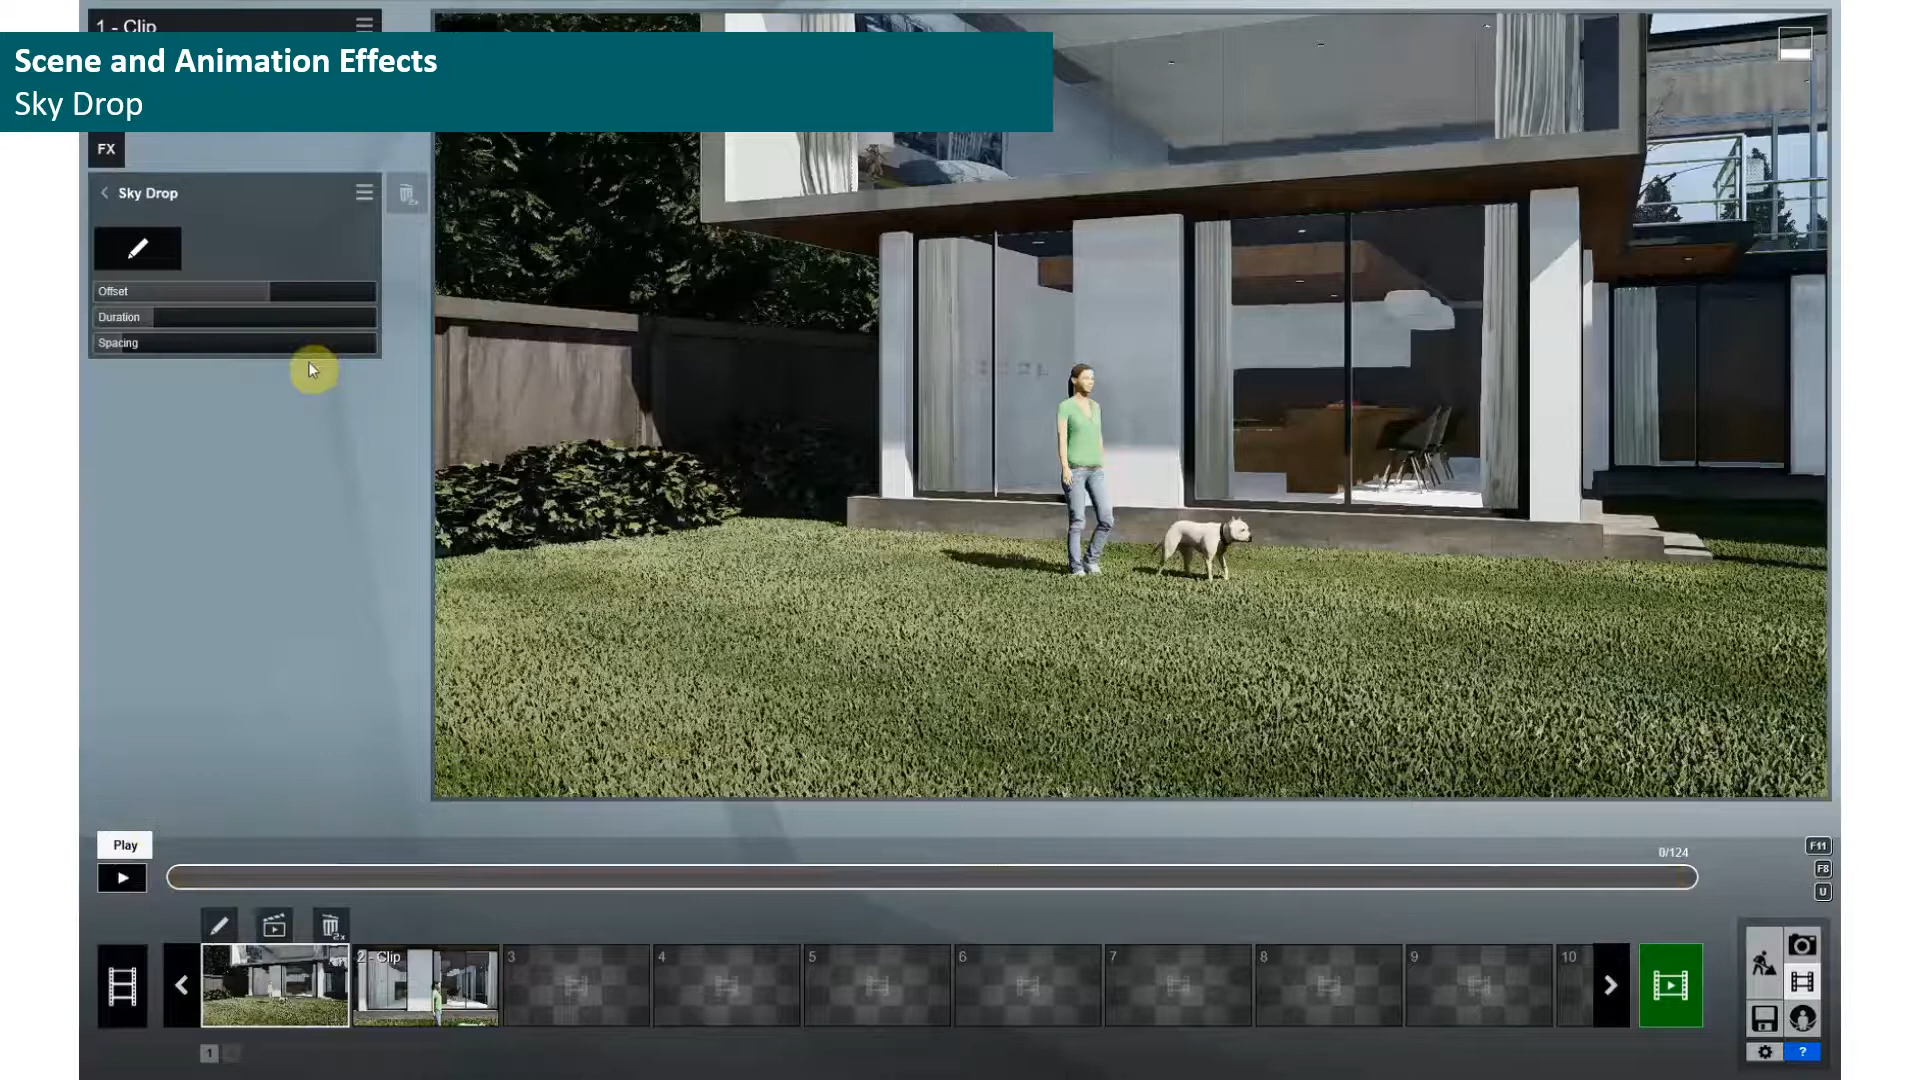 1 - Clip
Scene and Animation Effects
Sky Drop
FX
Sky Drop
Offset
Duration
Spacing
Play
0/124
F11
F8
U
2x
2 - Clip
3
4
5
6
7
8
9
10
1
?